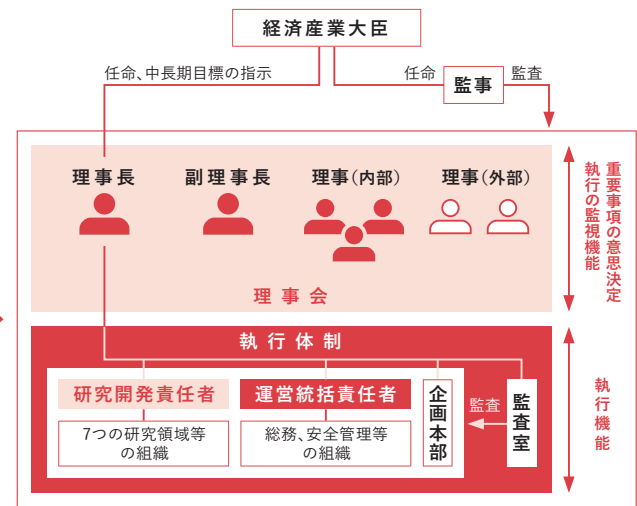 経済産業大臣
任命、中長期目標の指示
任命
監事
監査
理事長
副理事長
理事(内部)
理事(外部)
理事会
重要事項の意思決定
執行の監視機能
執行体制
研究開発責任者
7つの研究領域等
の組織
運営統括責任者
総務、安全管理等
の組織
企画本部
監査
監査室
執行機能